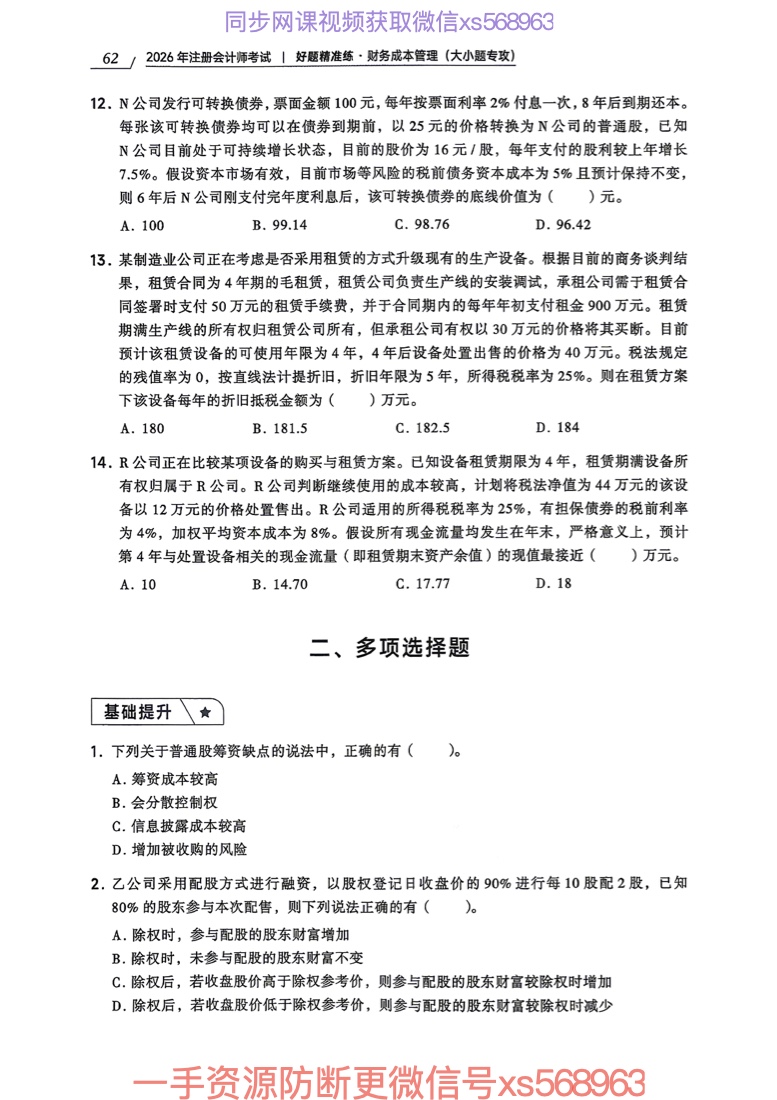 同步网课视频获取微信xs568963
62 / 2026年注册会计师考试 | 好题精准练·财务成本管理（大小题专攻）
12. N公司发行可转换债券，票面金额100元，每年按票面利率2%付息一次，8年后到期还本。
每张该可转换债券均可以在债券到期前，以25元的价格转换为N公司的普通股，已知
N公司目前处于可持续增长状态，目前的股价为16元/股，每年支付的股利较上年增长
7.5%。假设资本市场有效，目前市场等风险的税前债务资本成本为5%且预计保持不变，
则6年后N公司刚支付完年度利息后，该可转换债券的底线价值为（　　）元。
A. 100 B. 99.14 C. 98.76 D. 96.42
13. 某制造业公司正在考虑是否采用租赁的方式升级现有的生产设备。根据目前的商务谈判结
果，租赁合同为4年期的毛租赁，租赁公司负责生产线的安装调试，承租公司需于租赁合
同签署时支付50万元的租赁手续费，并于合同期内的每年年初支付租金900万元。租赁
期满生产线的所有权归租赁公司所有，但承租公司有权以30万元的价格将其买断。目前
预计该租赁设备的可使用年限为4年，4年后设备处置出售的价格为40万元。税法规定
的残值率为0，按直线法计提折旧，折旧年限为5年，所得税税率为25%。则在租赁方案
下该设备每年的折旧抵税金额为（　　）万元。
A. 180 B. 181.5 C. 182.5 D. 184
14. R公司正在比较某项设备的购买与租赁方案。已知设备租赁期限为4年，租赁期满设备所
有权归属于R公司。R公司判断继续使用的成本较高，计划将税法净值为44万元的该设
备以12万元的价格处置售出。R公司适用的所得税税率为25%，有担保债券的税前利率
为4%，加权平均资本成本为8%。假设所有现金流量均发生在年末，严格意义上，预计
第4年与处置设备相关的现金流量（即租赁期末资产余值）的现值最接近（　　）万元。
A. 10 B. 14.70 C. 17.77 D. 18
二、多项选择题
基础提升 ★
1. 下列关于普通股筹资缺点的说法中，正确的有（　　）。
A. 筹资成本较高
B. 会分散控制权
C. 信息披露成本较高
D. 增加被收购的风险
2. 乙公司采用配股方式进行融资，以股权登记日收盘价的90%进行每10股配2股，已知
80%的股东参与本次配售，则下列说法正确的有（　　）。
A. 除权时，参与配股的股东财富增加
B. 除权时，未参与配股的股东财富不变
C. 除权后，若收盘股价高于除权参考价，则参与配股的股东财富较除权时增加
D. 除权后，若收盘股价低于除权参考价，则参与配股的股东财富较除权时减少
一手资源防断更微信号xs568963